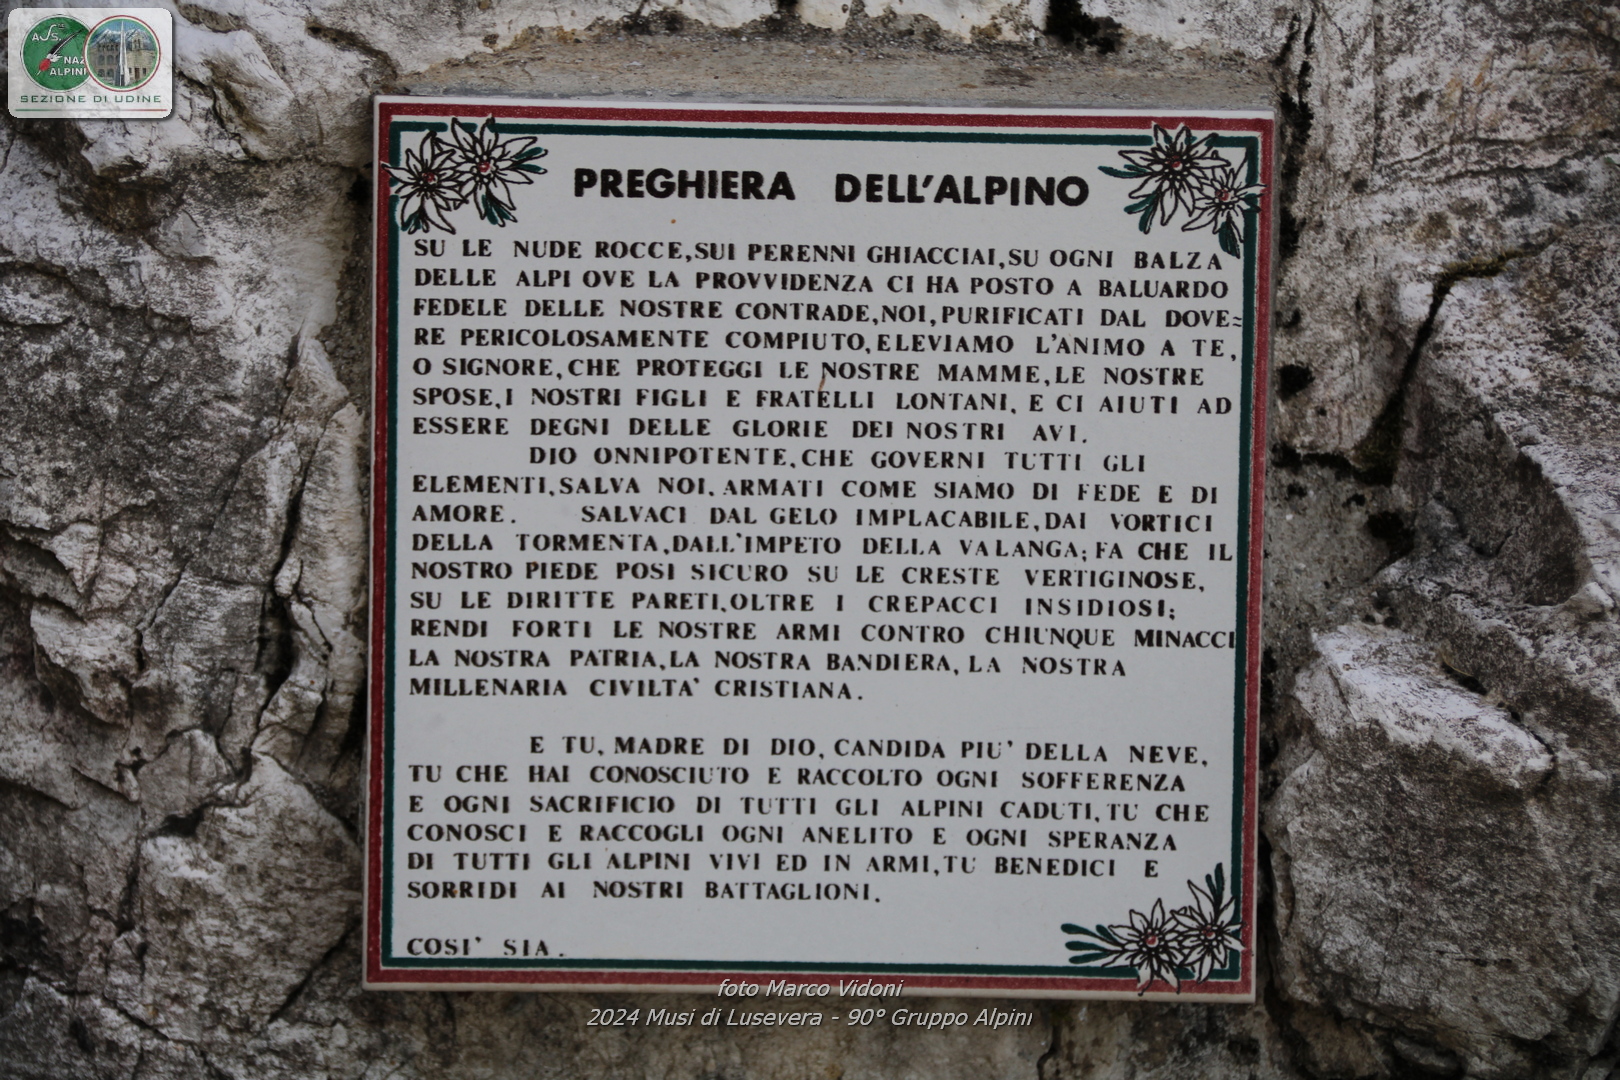 A.S.
NAZ
ALPINI
SEZIONE DI UDINE
PREGHIERA DELL'ALPINO
SU LE NUDE ROCCE, SUI PERENNI GHIACCIAI, SU OGNI BALZA
DELLE ALPI OVE LA PROVVIDENZA CI HA POSTO A BALUARDO
FEDELE DELLE NOSTRE CONTRADE, NOI, PURIFICATI DAL DOVE=
RE PERICOLOSAMENTE COMPIUTO, ELEVIAMO L'ANIMO A TE,
O SIGNORE, CHE PROTEGGI LE NOSTRE MAMME, LE NOSTRE
SPOSE, I NOSTRI FIGLI E FRATELLI LONTANI, E CI AIUTI AD
ESSERE DEGNI DELLE GLORIE DEI NOSTRI AVI.
DIO ONNIPOTENTE, CHE GOVERNI TUTTI GLI
ELEMENTI, SALVA NOI, ARMATI COME SIAMO DI FEDE E DI
AMORE. SALVACI DAL GELO IMPLACABILE, DAI VORTICI
DELLA TORMENTA, DALL'IMPETO DELLA VALANGA; FA CHE IL
NOSTRO PIEDE POSI SICURO SU LE CRESTE VERTIGINOSE,
SU LE DIRITTE PARETI, OLTRE I CREPACCI INSIDIOSI;
RENDI FORTI LE NOSTRE ARMI CONTRO CHIUNQUE MINACCI
LA NOSTRA PATRIA, LA NOSTRA BANDIERA, LA NOSTRA
MILLENARIA CIVILTA' CRISTIANA.
E TU, MADRE DI DIO, CANDIDA PIU' DELLA NEVE,
TU CHE HAI CONOSCIUTO E RACCOLTO OGNI SOFFERENZA
E OGNI SACRIFICIO DI TUTTI GLI ALPINI CADUTI, TU CHE
CONOSCI E RACCOGLI OGNI ANELITO E OGNI SPERANZA
DI TUTTI GLI ALPINI VIVI ED IN ARMI, TU BENEDICI E
SORRIDI AI NOSTRI BATTAGLIONI.
COSI' SIA.
foto Marco Vidoni
2024 Musi di Lusevera - 90° Gruppo Alpini